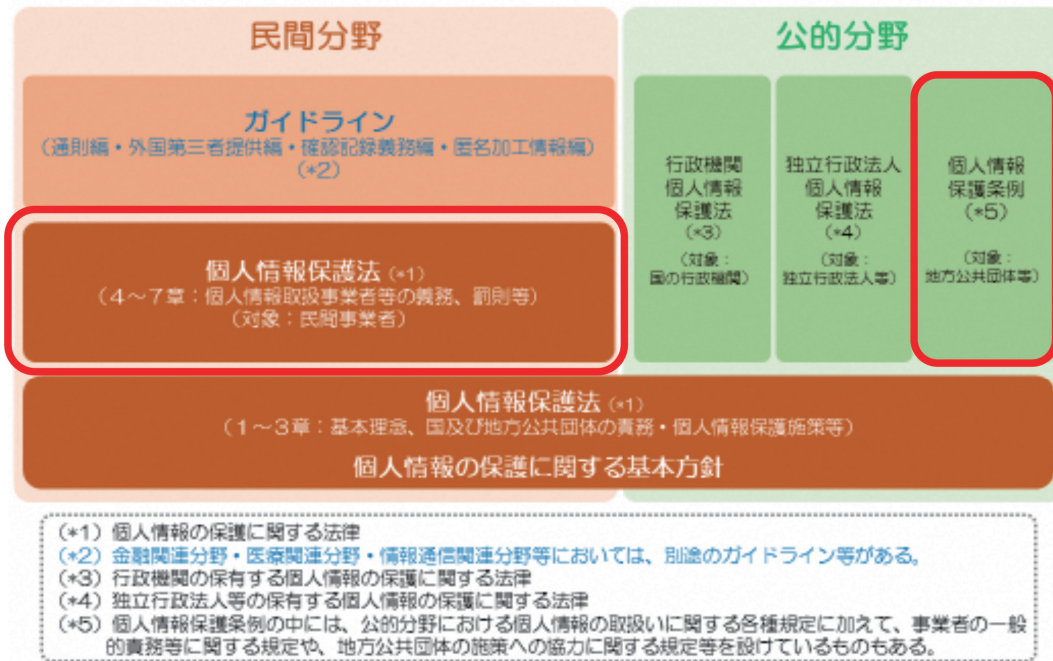 民間分野
公的分野
ガイドライン
(通則編・外国第三者提供編・確認記録義務編・匿名加工情報編)
(*2)
個人情報保護法(*1)
(4~7章:個人情報取扱事業者等の義務、罰則等)
(対象:民間事業者)
行政機関
個人情報
保護法
(*3)
(対象:
国の行政機関)
独立行政法人
個人情報
保護法
(*4)
(対象:
独立行政法人等)
個人情報
保護条例
(*5)
(対象:
地方公共団体等)
個人情報保護法(*1)
(1~3章:基本理念、国及び地方公共団体の責務・個人情報保護施策等)
個人情報の保護に関する基本方針
(*1)個人情報の保護に関する法律
(*2)金融関連分野・医療関連分野・情報通信関連分野等においては、別途のガイドライン等がある。
(*3)行政機関の保有する個人情報の保護に関する法律
(*4)独立行政法人等の保有する個人情報の保護に関する法律
(*5)個人情報保護条例の中には、公的分野における個人情報の取扱いに関する各種規定に加えて、事業者の一般
的責務等に関する規定や、地方公共団体の施策への協力に関する規定等を設けているものもある。